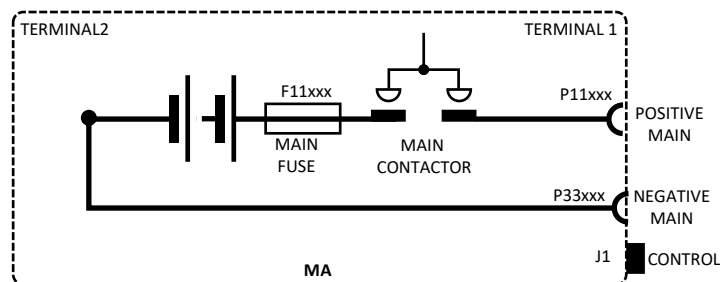 TERMINAL2
TERMINAL 1
F11xxx
P11xxx
MAIN
FUSE
MAIN
CONTACTOR
POSITIVE
MAIN
P33xxx
NEGATIVE
MAIN
J1
CONTROL
MA